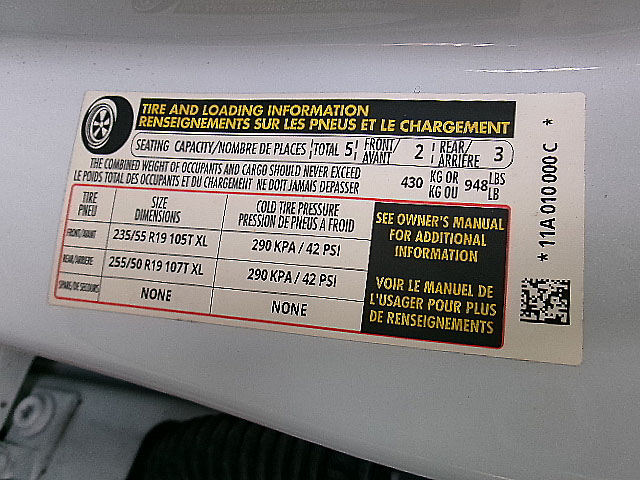 TIRE AND LOADING INFORMATION
RENSEIGNEMENTS SUR LES PNEUS ET LE CHARGEMENT
SEATING CAPACITY/NOMBRE DE PLACES TOTAL 5 FRONT/AVANT 2 REAR/ARRIÈRE 3
THE COMBINED WEIGHT OF OCCUPANTS AND CARGO SHOULD NEVER EXCEED 430 KG OR 948 LBS
LE POIDS TOTAL DES OCCUPANTS ET DU CHARGEMENT NE DOIT JAMAIS DÉPASSER KG OU LB
TIRE SIZE COLD TIRE PRESSURE
PNEU DIMENSIONS PRESSION DE PNEUS A FROID
FRONT/AVANT 235/55 R19 105T XL 290 KPA / 42 PSI
REAR/ARRIERE 255/50 R19 107T XL 290 KPA / 42 PSI
SPARE/DE SECOURS NONE NONE
SEE OWNER'S MANUAL
FOR ADDITIONAL
INFORMATION
VOIR LE MANUEL DE
L'USAGER POUR PLUS
DE RENSEIGNEMENTS
* 11A 010 000 C *